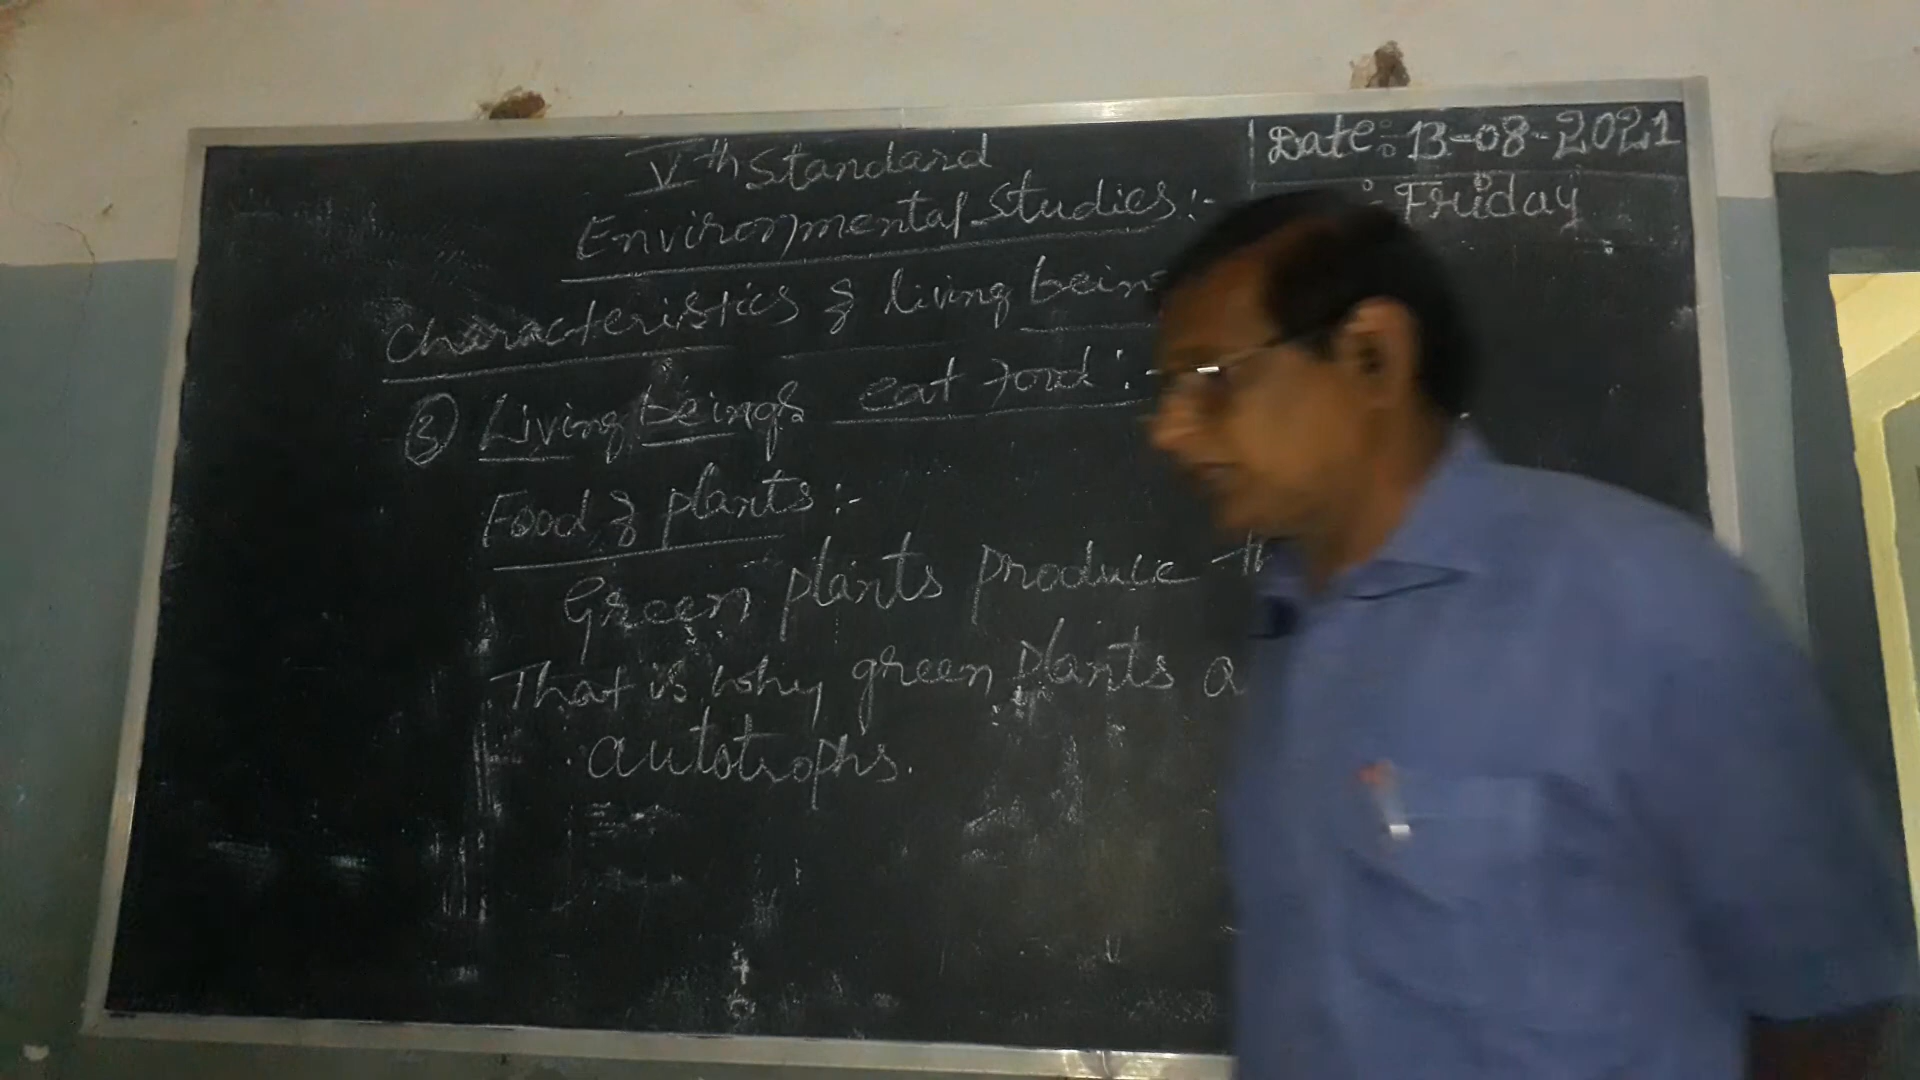 Vth Standard
Date:- 13-08-2021
Environmental Studies:-
Friday
Characteristics of living
③ Living beings eat food:-
Food of plants:-
Green plants produce
That is why green plants
autotrophs.